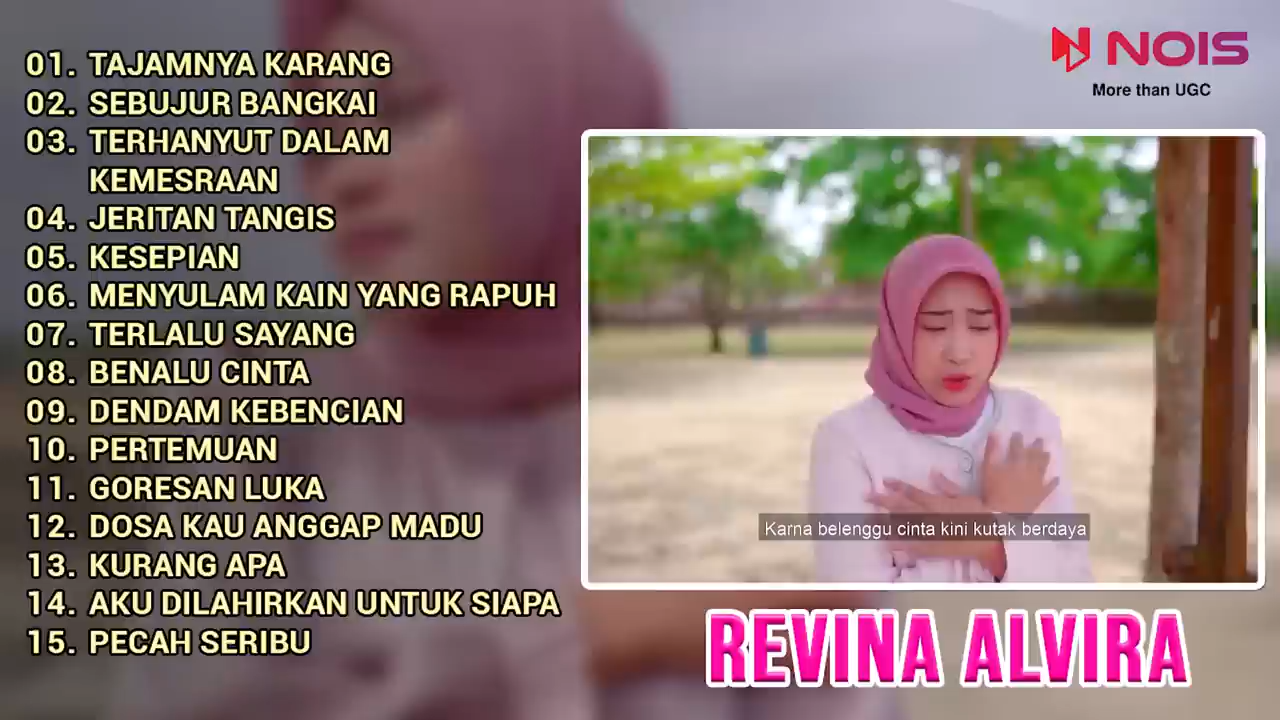 01. TAJAMNYA KARANG
02. SEBUJUR BANGKAI
03. TERHANYUT DALAM
KEMESRAAN
04. JERITAN TANGIS
05. KESEPIAN
06. MENYULAM KAIN YANG RAPUH
07. TERLALU SAYANG
08. BENALU CINTA
09. DENDAM KEBENCIAN
10. PERTEMUAN
11. GORESAN LUKA
12. DOSA KAU ANGGAP MADU
13. KURANG APA
14. AKU DILAHIRKAN UNTUK SIAPA
15. PECAH SERIBU
NOIS
More than UGC
Karna belenggu cinta kini kutak berdaya
REVINA ALVIRA